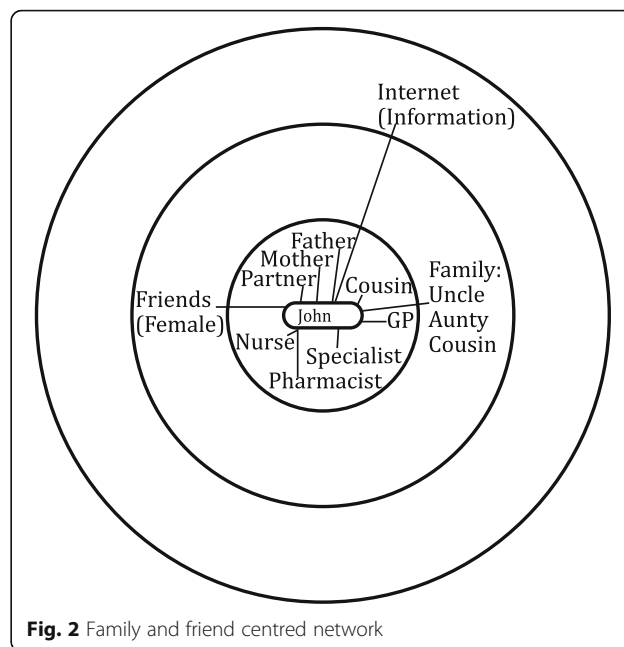 Internet
(Information)
Father
Mother
Partner
Cousin
Family:
Uncle
Aunty
Cousin
Friends
(Female)
John
GP
Nurse
Specialist
Pharmacist
Fig. 2 Family and friend centred network